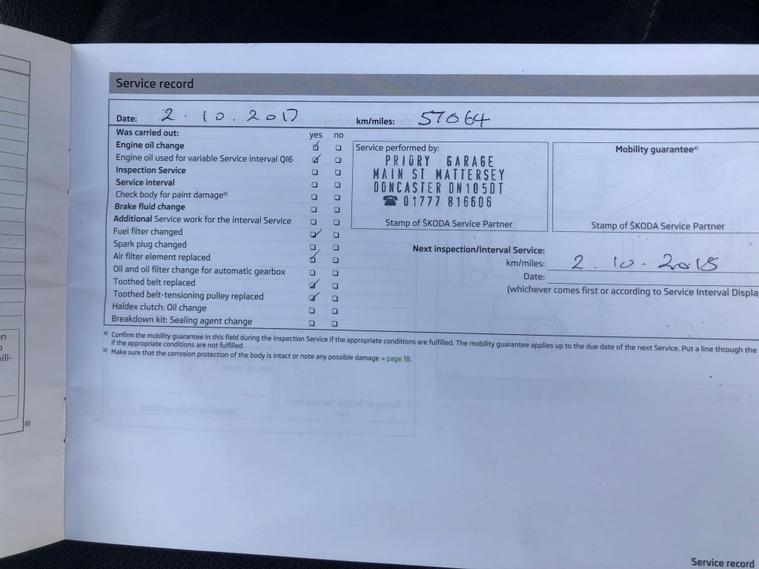 Service record
Date: 2.10.2017 km/miles: 57064
Was carried out: yes no
Engine oil change
Engine oil used for variable Service interval QI6
Inspection Service
Service interval
Check body for paint damage b)
Brake fluid change
Additional Service work for the interval Service
Fuel filter changed
Spark plug changed
Air filter element replaced
Oil and oil filter change for automatic gearbox
Toothed belt replaced
Toothed belt-tensioning pulley replaced
Haldex clutch: Oil change
Breakdown kit: Sealing agent change
Service performed by:
PRIORY GARAGE
MAIN ST MATTERSEY
DONCASTER DN105DT
☎ 01777 816606
Stamp of ŠKODA Service Partner
Mobility guarantee a)
Stamp of ŠKODA Service Partner
Next inspection/interval Service:
km/miles: 2.10.2018
Date:
(whichever comes first or according to Service Interval Displa
a) Confirm the mobility guarantee in this field during the Inspection Service if the appropriate conditions are fulfilled. The mobility guarantee applies up to the due date of the next Service. Put a line through the
if the appropriate conditions are not fulfilled.
b) Make sure that the corrosion protection of the body is intact or note any possible damage » page 18.
Service record